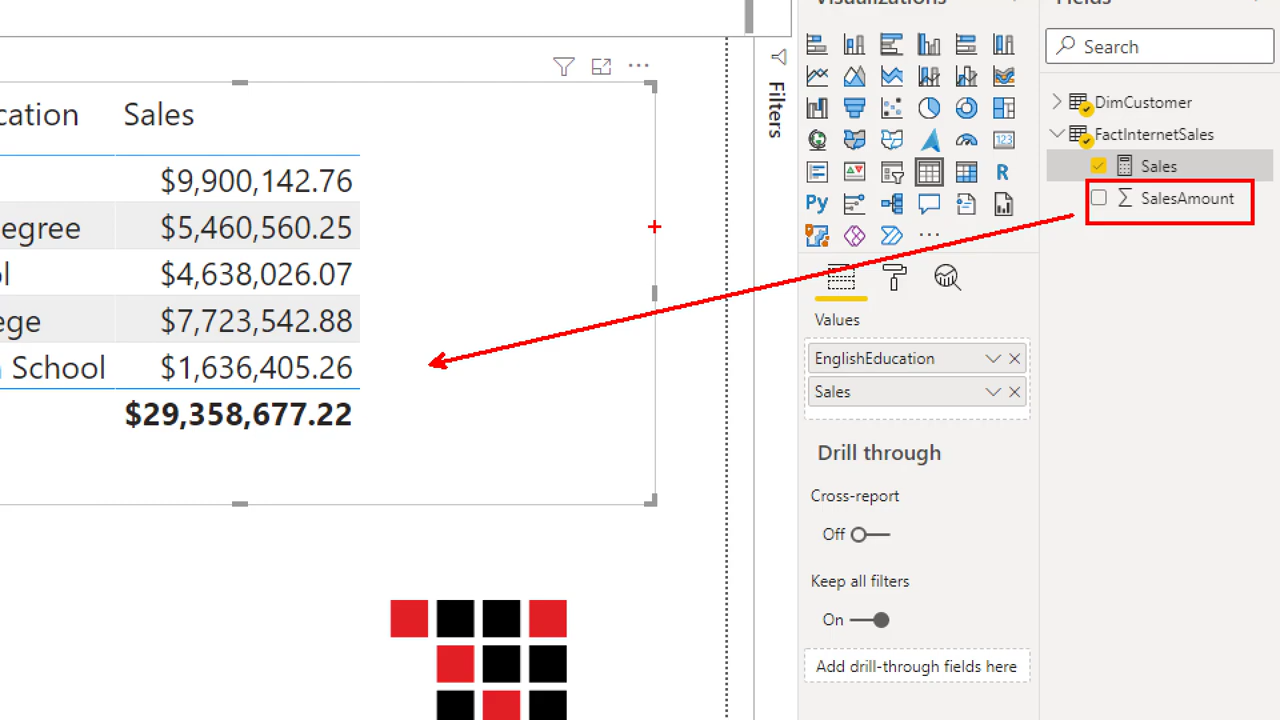 Visualizations
Fields
Search
DimCustomer
FactInternetSales
Sales
SalesAmount
Filters
cation Sales
$9,900,142.76
egree $5,460,560.25
ol $4,638,026.07
ege $7,723,542.88
School $1,636,405.26
$29,358,677.22
123
R
Py
Values
EnglishEducation
Sales
Drill through
Cross-report
Off
Keep all filters
On
Add drill-through fields here